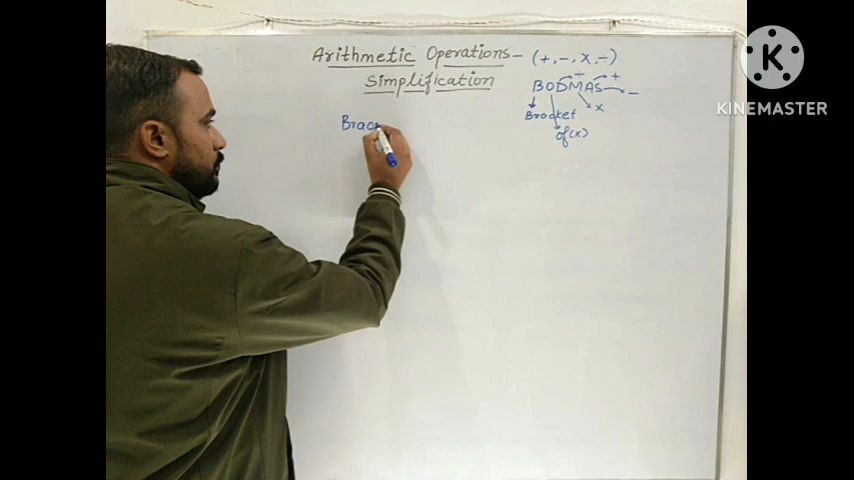 Arithmetic Operations- (+, -, x, ÷)
Simplification
÷ +
BODMAS -
Bracket x
of(x)
Brac
K
KINEMASTER